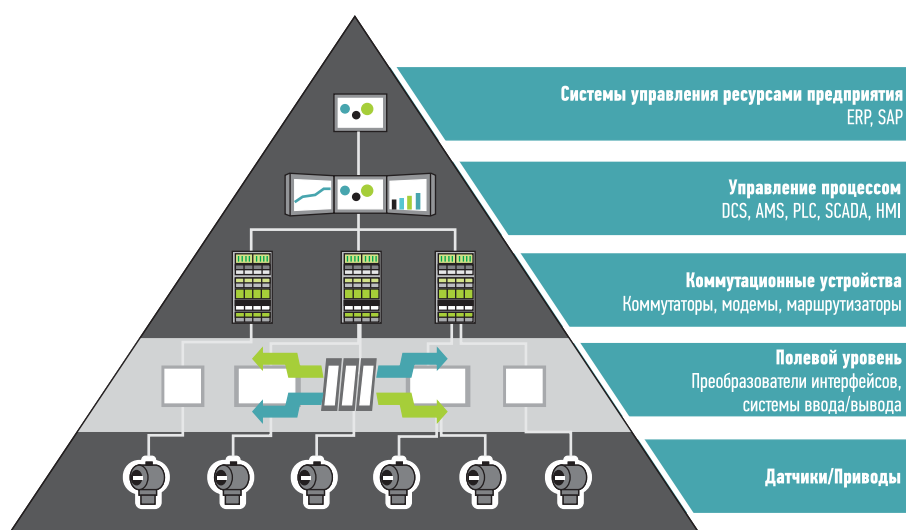 Системы управления ресурсами предприятия
ERP, SAP
Управление процессом
DCS, AMS, PLC, SCADA, HMI
Коммутационные устройства
Коммутаторы, модемы, маршрутизаторы
Полевой уровень
Преобразователи интерфейсов,
системы ввода/вывода
Датчики/Приводы